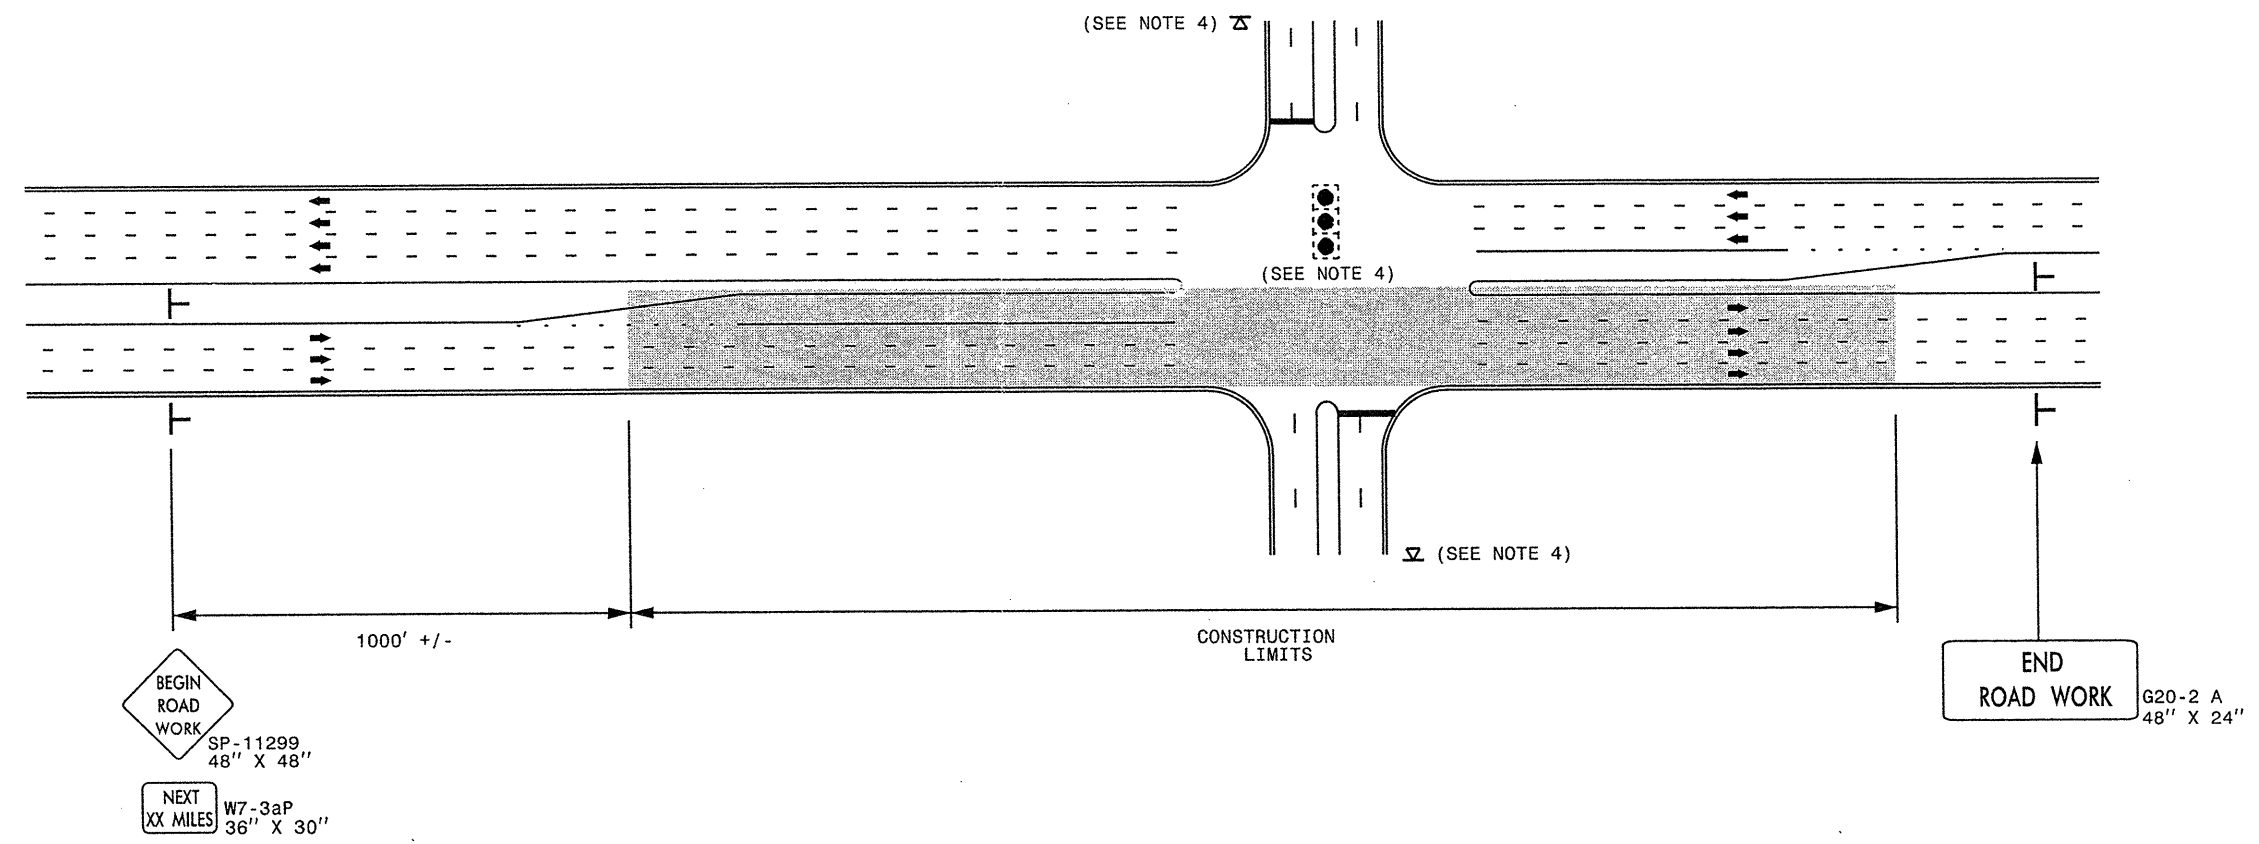 (SEE NOTE 4)
(SEE NOTE 4)
(SEE NOTE 4)
1000' +/-
CONSTRUCTION
LIMITS
BEGIN
ROAD
WORK
SP-11299
48" X 48"
NEXT
XX MILES
W7-3aP
36" X 30"
END
ROAD WORK
G20-2 A
48" X 24"